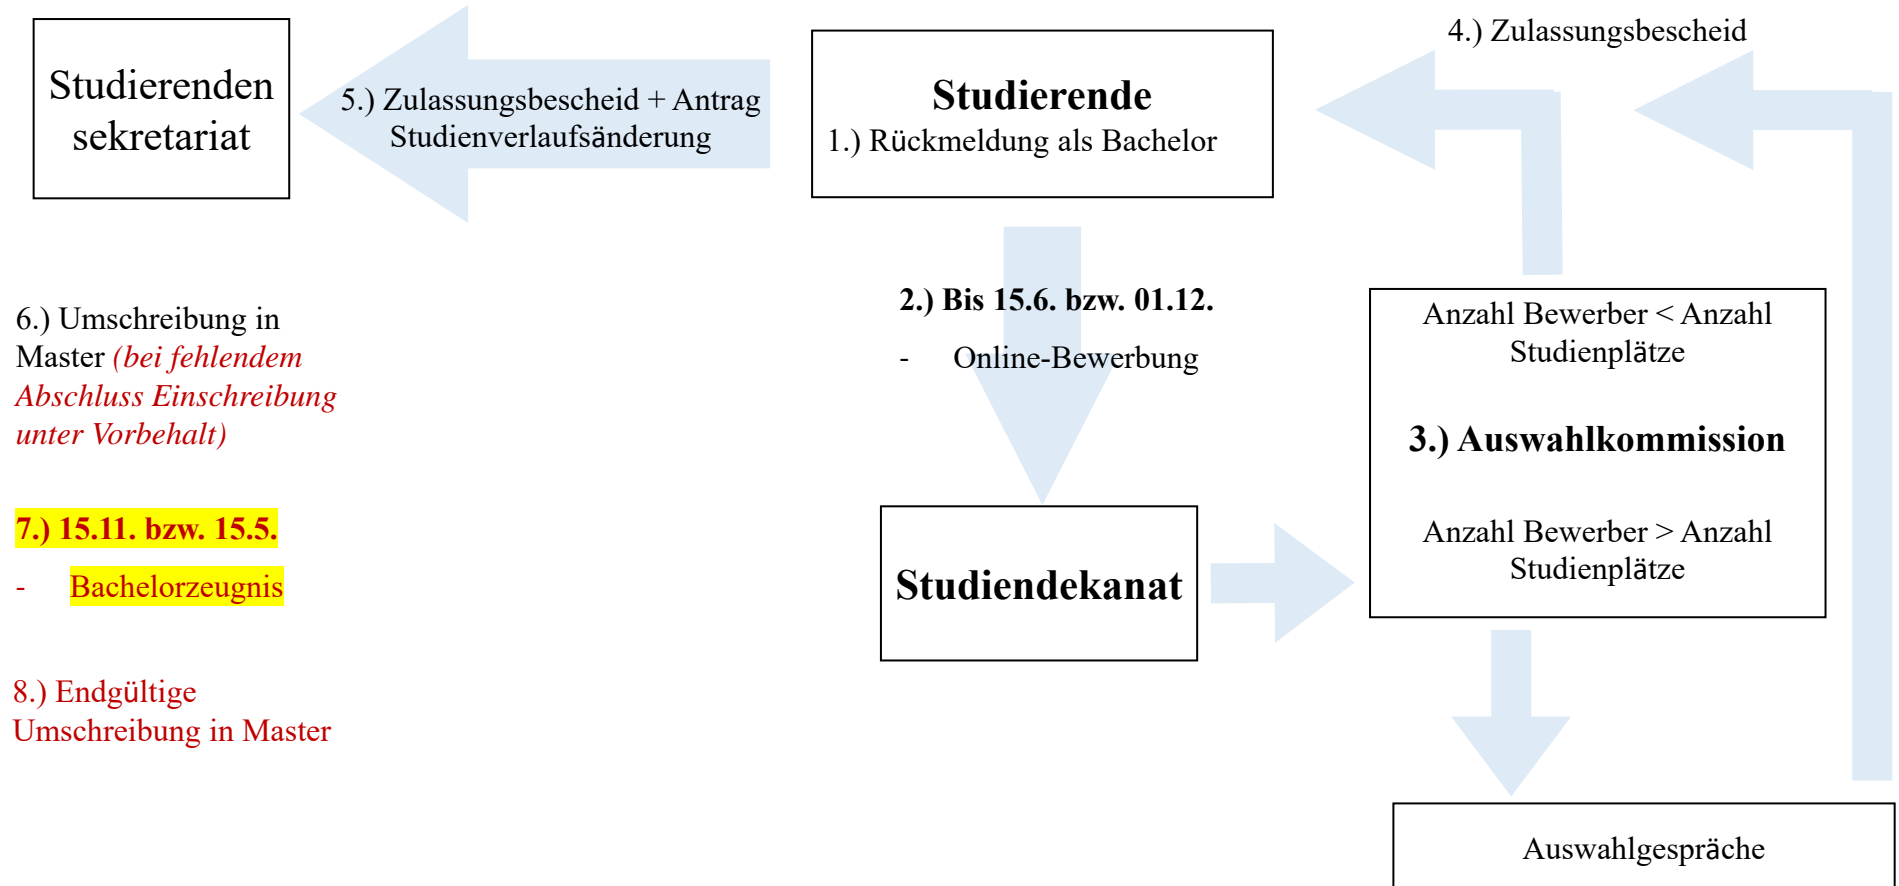 Studierenden
sekretariat
5.) Zulassungsbescheid + Antrag
Studienverlaufsänderung
Studierende
1.) Rückmeldung als Bachelor
4.) Zulassungsbescheid
2.) Bis 15.6. bzw. 01.12.
- Online-Bewerbung
Studiendekanat
Anzahl Bewerber < Anzahl
Studienplätze
3.) Auswahlkommission
Anzahl Bewerber > Anzahl
Studienplätze
Auswahlgespräche
6.) Umschreibung in
Master (bei fehlendem
Abschluss Einschreibung
unter Vorbehalt)
7.) 15.11. bzw. 15.5.
- Bachelorzeugnis
8.) Endgültige
Umschreibung in Master